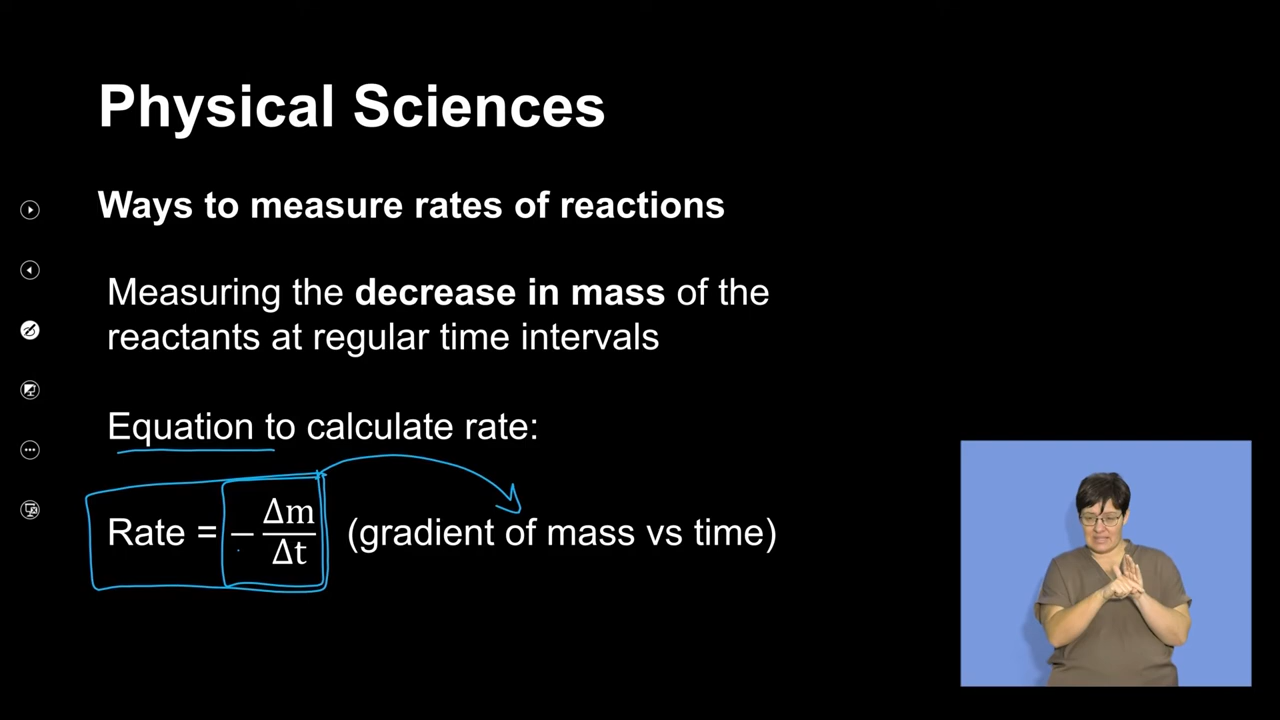 Physical Sciences
Ways to measure rates of reactions
Measuring the decrease in mass of the
reactants at regular time intervals
Equation to calculate rate:
Rate = − Δm/Δt (gradient of mass vs time)